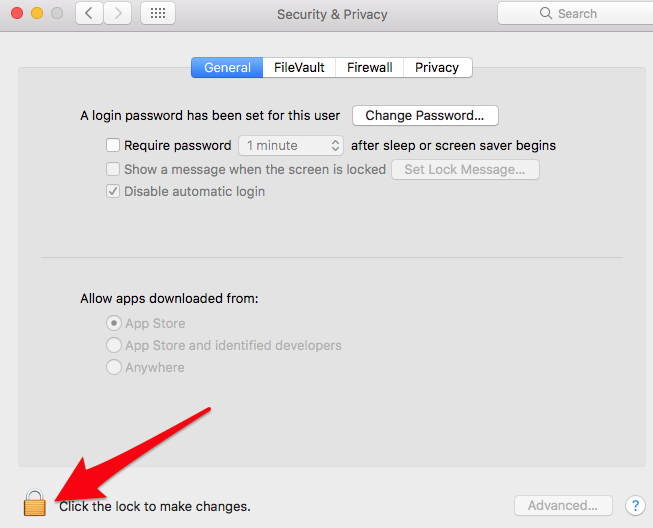 Security & Privacy
Search
General FileVault Firewall Privacy
A login password has been set for this user Change Password...
Require password 1 minute after sleep or screen saver begins
Show a message when the screen is locked Set Lock Message...
Disable automatic login
Allow apps downloaded from:
App Store
App Store and identified developers
Anywhere
Click the lock to make changes.
Advanced...
?